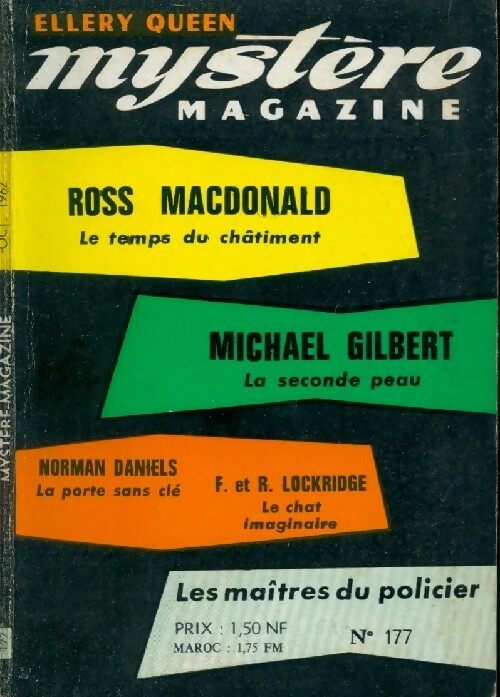 ELLERY QUEEN
mystère
MAGAZINE
ROSS MACDONALD
Le temps du châtiment
MICHAEL GILBERT
La seconde peau
NORMAN DANIELS
La porte sans clé
F. et R. LOCKRIDGE
Le chat
imaginaire
Les maîtres du policier
PRIX : 1,50 NF
MAROC : 1,75 FM
N° 177
MYSTERE-MAGAZINE
OCT. 1962